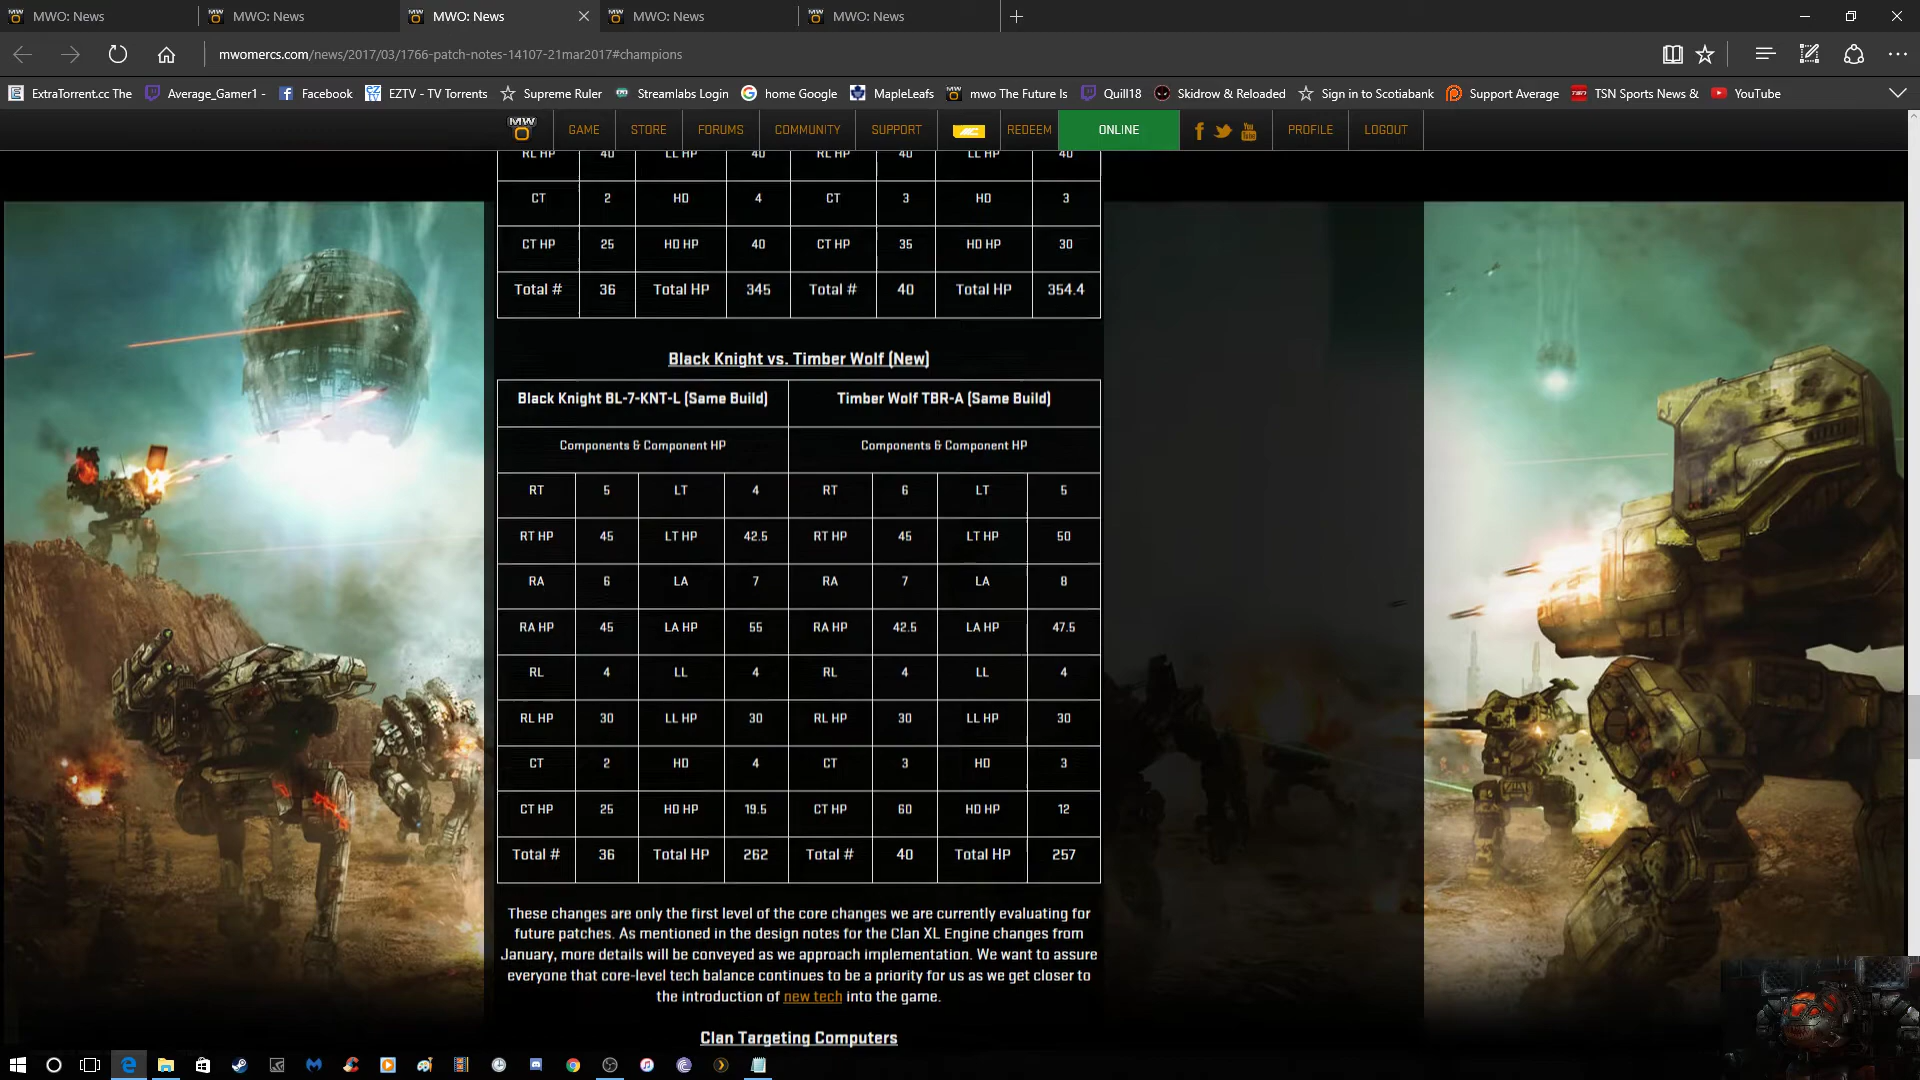 MWO: News
MWO: News
MWO: News
MWO: News
MWO: News
mwomercs.com/news/2017/03/1766-patch-notes-14107-21mar2017#champions
ExtraTorrent.cc The
Average_Gamer1 -
Facebook
EZTV - TV Torrents
Supreme Ruler
Streamlabs Login
home Google
MapleLeafs
mwo The Future Is
Quill18
Skidrow & Reloaded
Sign in to Scotiabank
Support Average
TSN Sports News &
YouTube
MW
GAME STORE FORUMS COMMUNITY SUPPORT MC REDEEM ONLINE PROFILE LOGOUT
RL HP 40 LL HP 40 RL HP 40 LL HP 40
CT 2 HD 4 CT 3 HD 3
CT HP 25 HD HP 40 CT HP 35 HD HP 30
Total # 36 Total HP 345 Total # 40 Total HP 354.4
Black Knight vs. Timber Wolf (New)
Black Knight BL-7-KNT-L (Same Build) Timber Wolf TBR-A (Same Build)
Components & Component HP Components & Component HP
RT 5 LT 4 RT 6 LT 5
RT HP 45 LT HP 42.5 RT HP 45 LT HP 50
RA 6 LA 7 RA 7 LA 8
RA HP 45 LA HP 55 RA HP 42.5 LA HP 47.5
RL 4 LL 4 RL 4 LL 4
RL HP 30 LL HP 30 RL HP 30 LL HP 30
CT 2 HD 4 CT 3 HD 3
CT HP 25 HD HP 19.5 CT HP 60 HD HP 12
Total # 36 Total HP 262 Total # 40 Total HP 257
These changes are only the first level of the core changes we are currently evaluating for
future patches. As mentioned in the design notes for the Clan XL Engine changes from
January, more details will be conveyed as we approach implementation. We want to assure
everyone that core-level tech balance continues to be a priority for us as we get closer to
the introduction of new tech into the game.
Clan Targeting Computers